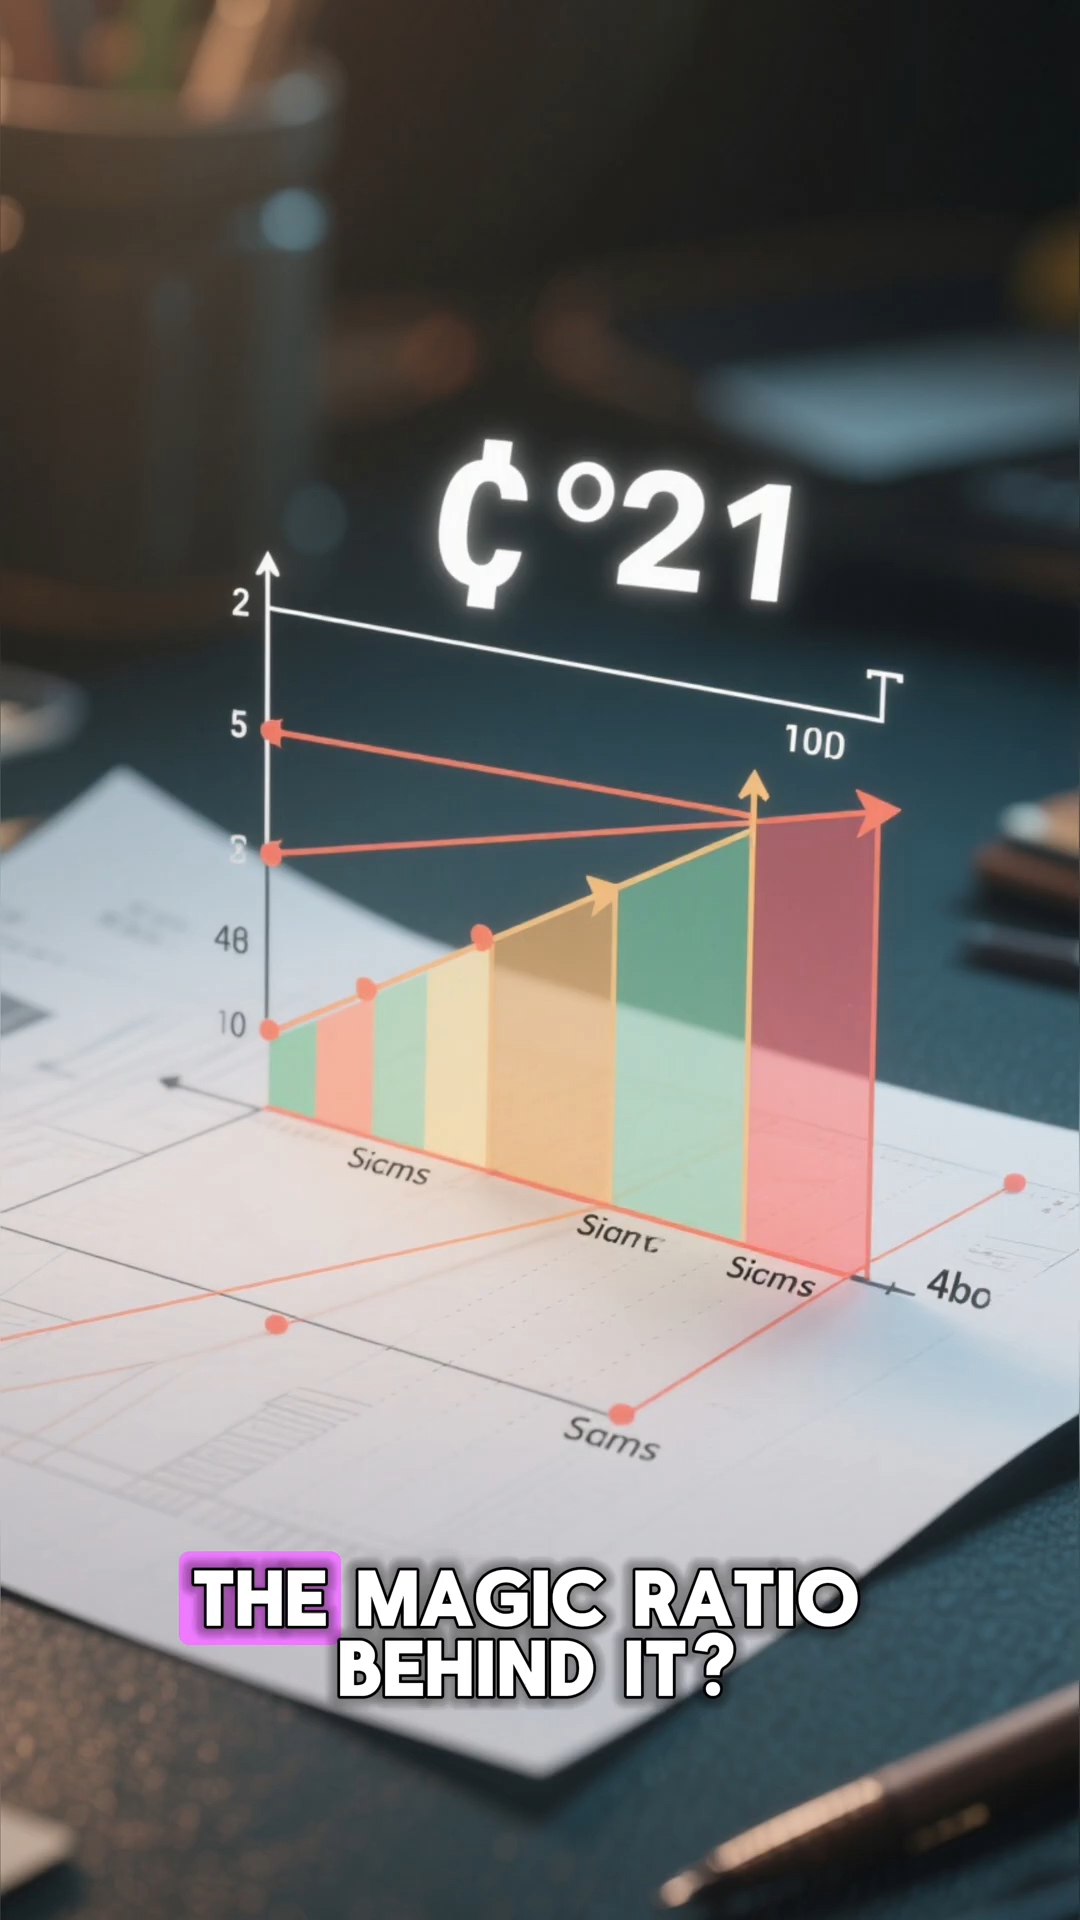 ₵°21
2
T
5
100
8
48
10
Sicms
Sianc
Sicms
4bo
Sams
THE MAGIC RATIO
BEHIND IT?